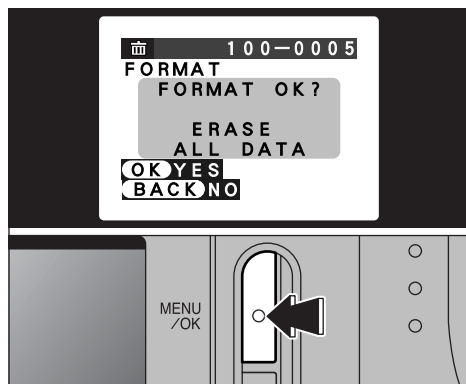 100-0005
FORMAT
FORMAT OK?
ERASE
ALL DATA
OK YES
BACK NO
MENU
/OK